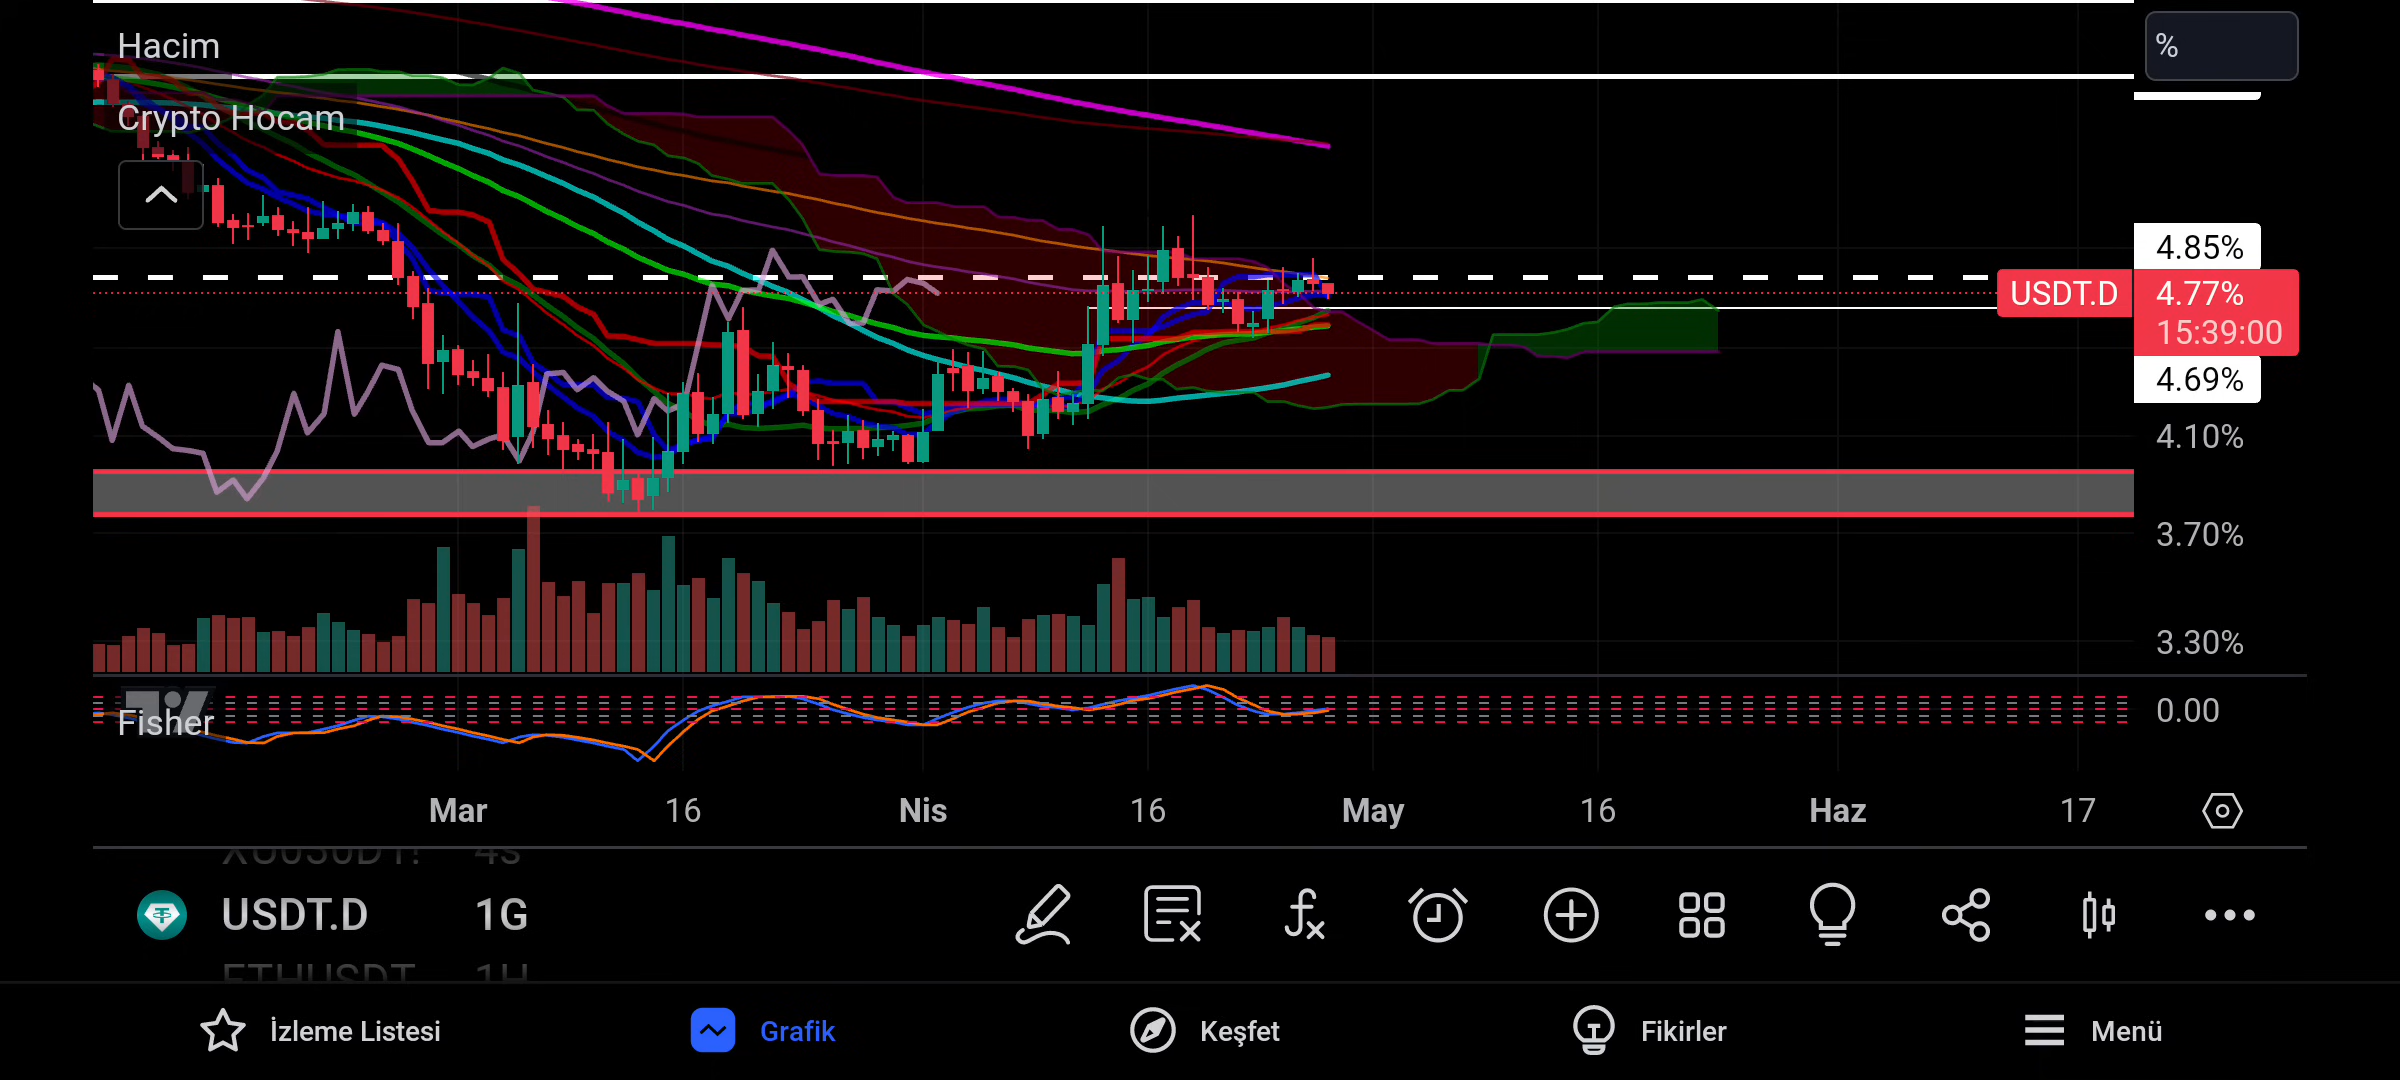 Hacim
%
Crypto Hocam
4.85%
USDT.D
4.77%
15:39:00
4.69%
4.10%
3.70%
3.30%
Fisher
0.00
Mar
16
Nis
16
May
16
Haz
17
USDT.D 1G
ETHUSDT 1H
İzleme Listesi
Grafik
Keşfet
Fikirler
Menü